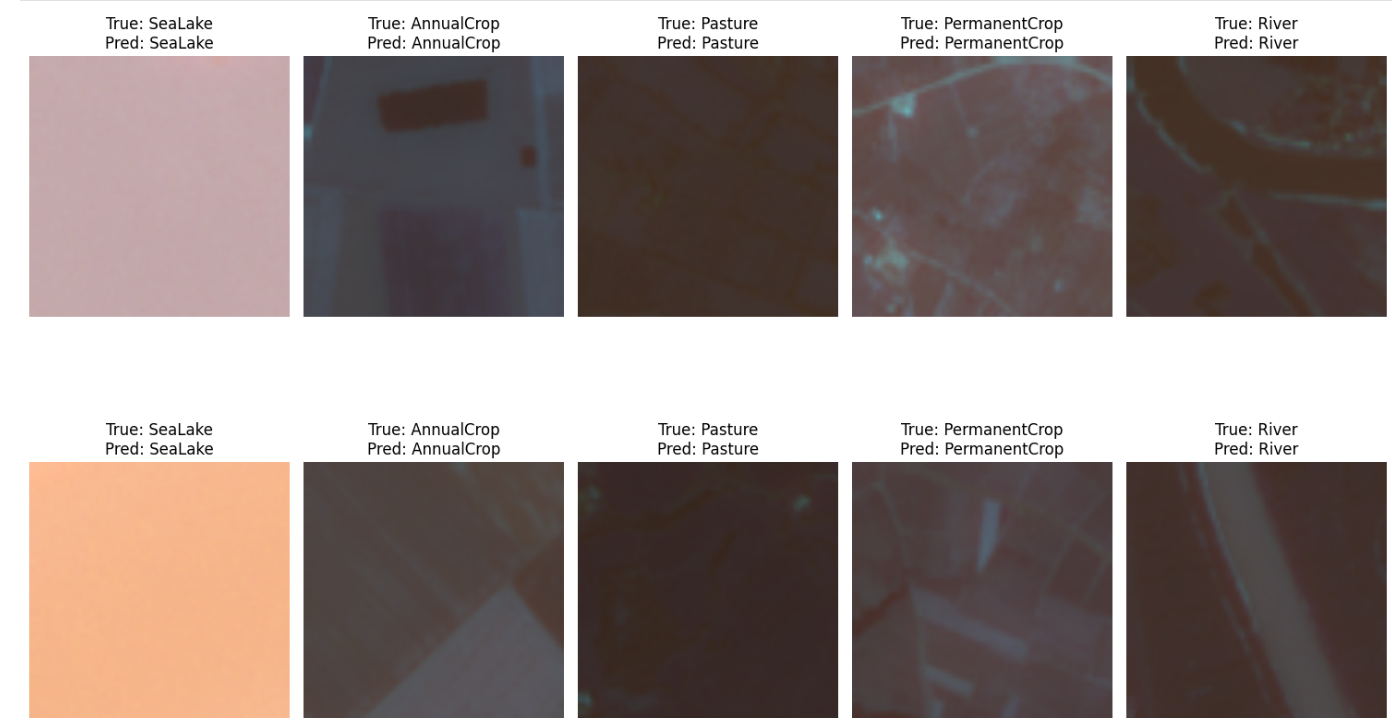 True: SeaLake
Pred: SeaLake
True: AnnualCrop
Pred: AnnualCrop
True: Pasture
Pred: Pasture
True: PermanentCrop
Pred: PermanentCrop
True: River
Pred: River
True: SeaLake
Pred: SeaLake
True: AnnualCrop
Pred: AnnualCrop
True: Pasture
Pred: Pasture
True: PermanentCrop
Pred: PermanentCrop
True: River
Pred: River